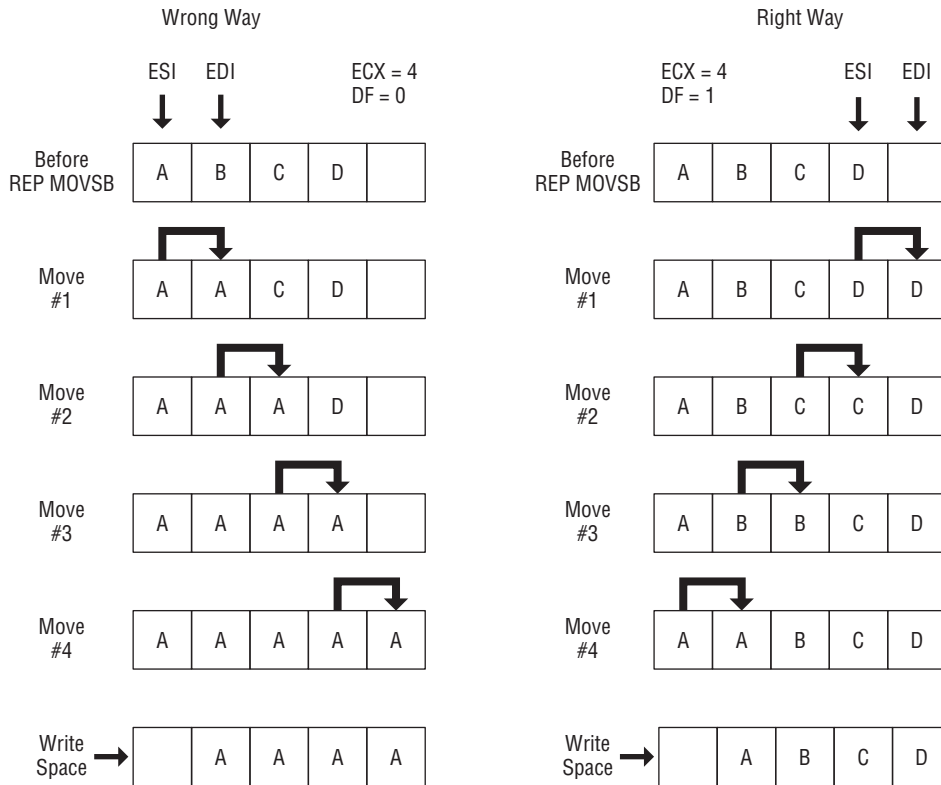 Wrong Way
ESI EDI
ECX = 4
DF = 0
Before
REP MOVSB
A B C D
Move
#1
A A C D
Move
#2
A A A D
Move
#3
A A A A
Move
#4
A A A A A
Write
Space
A A A A
Right Way
ECX = 4
DF = 1
ESI EDI
Before
REP MOVSB
A B C D
Move
#1
A B C D D
Move
#2
A B C C D
Move
#3
A B B C D
Move
#4
A A B C D
Write
Space
A B C D